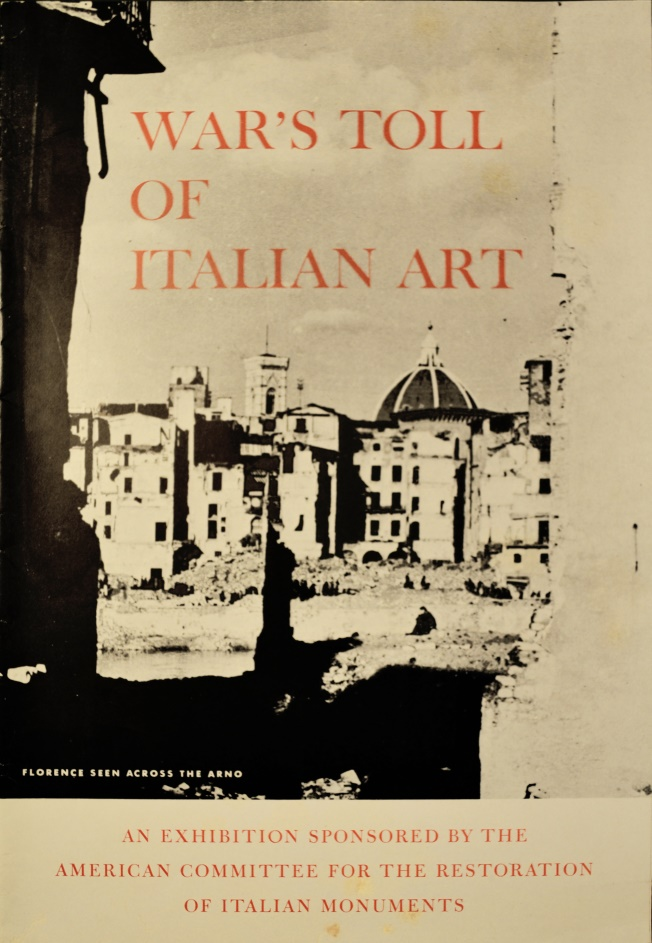 WAR'S TOLL
OF
ITALIAN ART
FLORENCE SEEN ACROSS THE ARNO
AN EXHIBITION SPONSORED BY THE
AMERICAN COMMITTEE FOR THE RESTORATION
OF ITALIAN MONUMENTS